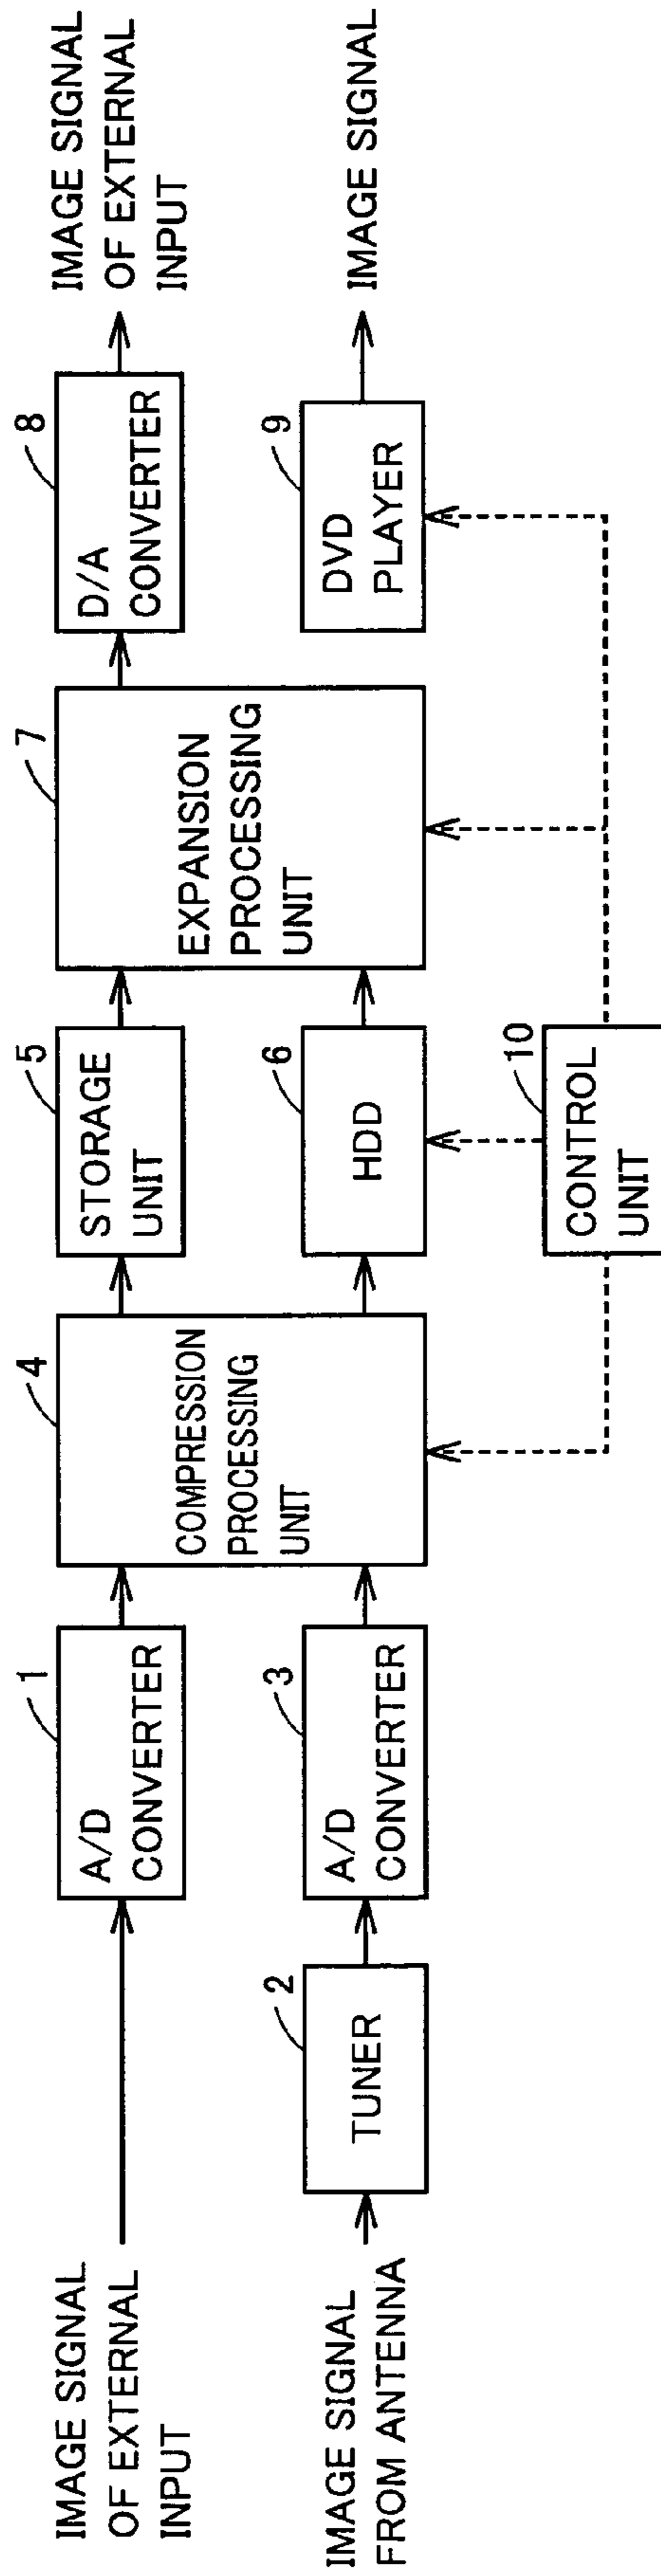 IMAGE SIGNAL
OF EXTERNAL
INPUT
1
A/D
CONVERTER
4
COMPRESSION
PROCESSING
UNIT
5
STORAGE
UNIT
7
EXPANSION
PROCESSING
UNIT
8
D/A
CONVERTER
IMAGE SIGNAL
OF EXTERNAL
INPUT
IMAGE SIGNAL
FROM ANTENNA
2
TUNER
3
A/D
CONVERTER
6
HDD
9
DVD
PLAYER
IMAGE SIGNAL
10
CONTROL
UNIT